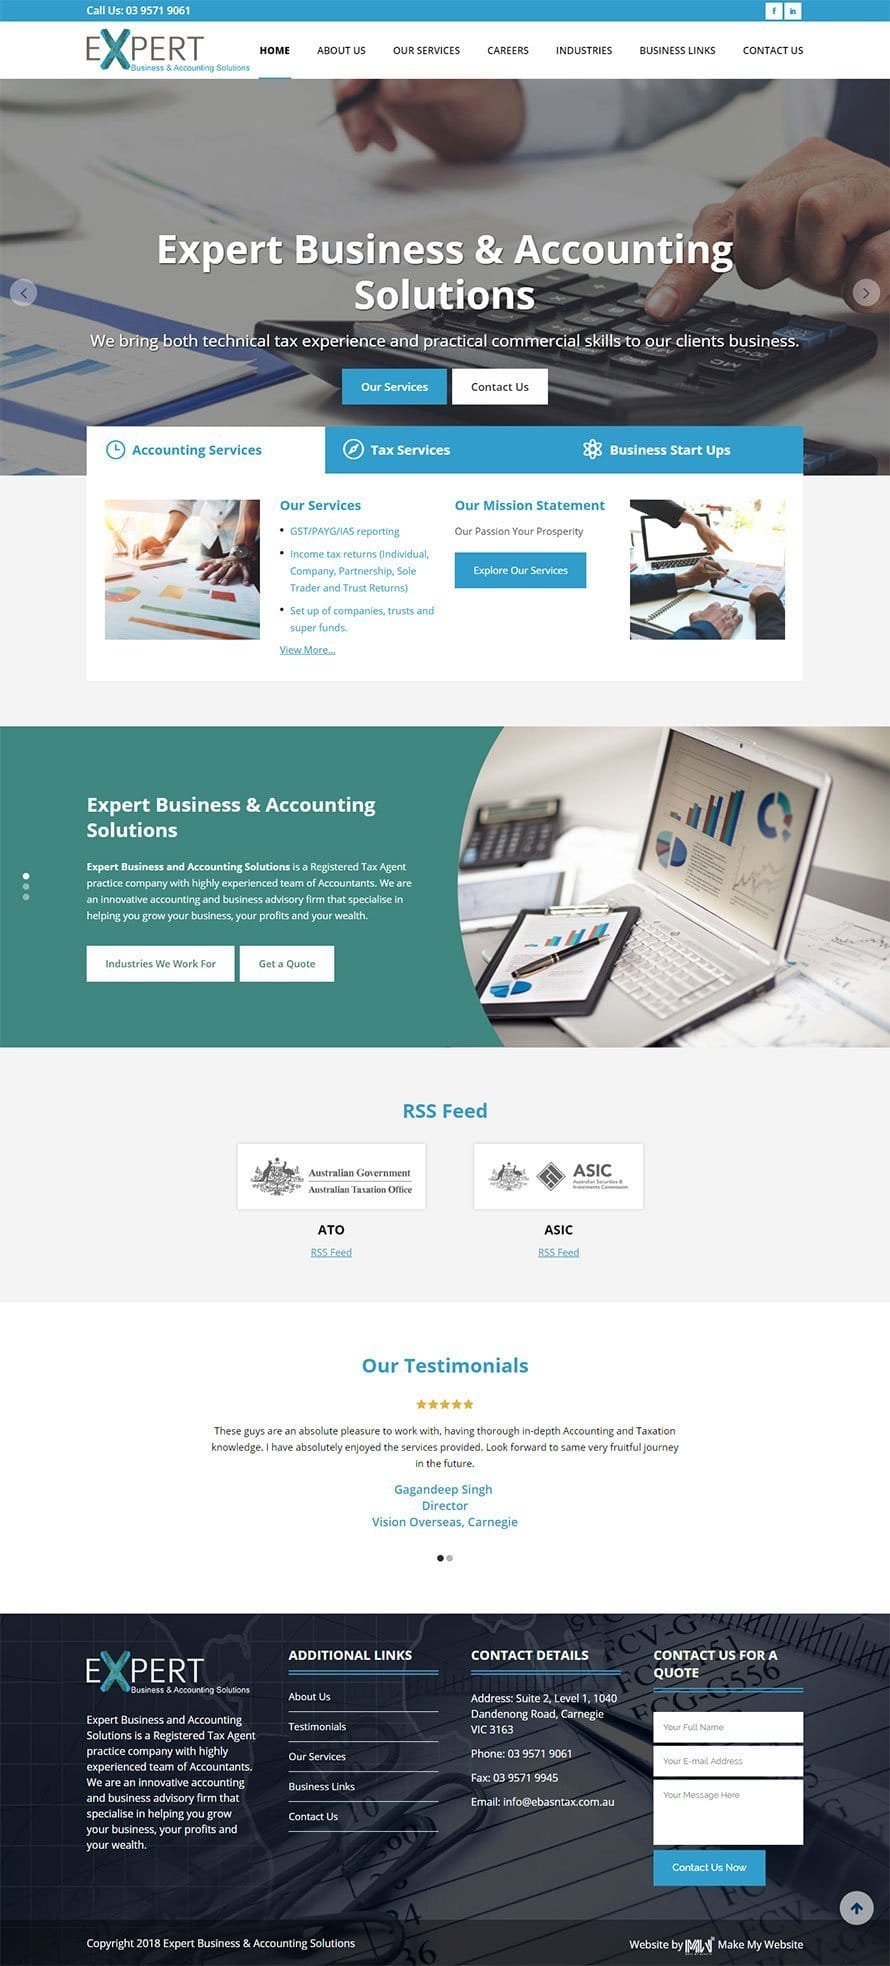 Call Us: 03 9571 9061
EXPERT
Business & Accounting Solutions
HOME ABOUT US OUR SERVICES CAREERS INDUSTRIES BUSINESS LINKS CONTACT US
Expert Business & Accounting
Solutions
We bring both technical tax experience and practical commercial skills to our clients business.
Our Services Contact Us
Accounting Services Tax Services Business Start Ups
Our Services
GST/PAYG/IAS reporting
Income tax returns (Individual,
Company, Partnership, Sole
Trader and Trust Returns)
Set up of companies, trusts and
super funds.
View More...
Our Mission Statement
Our Passion Your Prosperity
Explore Our Services
Expert Business & Accounting
Solutions
Expert Business and Accounting Solutions is a Registered Tax Agent
practice company with highly experienced team of Accountants. We are
an innovative accounting and business advisory firm that specialise in
helping you grow your business, your profits and your wealth.
Industries We Work For Get a Quote
RSS Feed
Australian Government
Australian Taxation Office
ATO
RSS Feed
ASIC
Australian Securities &
Investments Commission
ASIC
RSS Feed
Our Testimonials
These guys are an absolute pleasure to work with, having thorough in-depth Accounting and Taxation
knowledge. I have absolutely enjoyed the services provided. Look forward to same very fruitful journey
in the future.
Gagandeep Singh
Director
Vision Overseas, Carnegie
EXPERT
Business & Accounting Solutions
Expert Business and Accounting
Solutions is a Registered Tax Agent
practice company with highly
experienced team of Accountants.
We are an innovative accounting
and business advisory firm that
specialise in helping you grow
your business, your profits and
your wealth.
ADDITIONAL LINKS
About Us
Testimonials
Our Services
Business Links
Contact Us
CONTACT DETAILS
Address: Suite 2, Level 1, 1040
Dandenong Road, Carnegie
VIC 3163
Phone: 03 9571 9061
Fax: 03 9571 9945
Email: info@ebasntax.com.au
CONTACT US FOR A
QUOTE
Your Full Name
Your E-mail Address
Your Message Here
Contact Us Now
Copyright 2018 Expert Business & Accounting Solutions
Website by MMW Make My Website